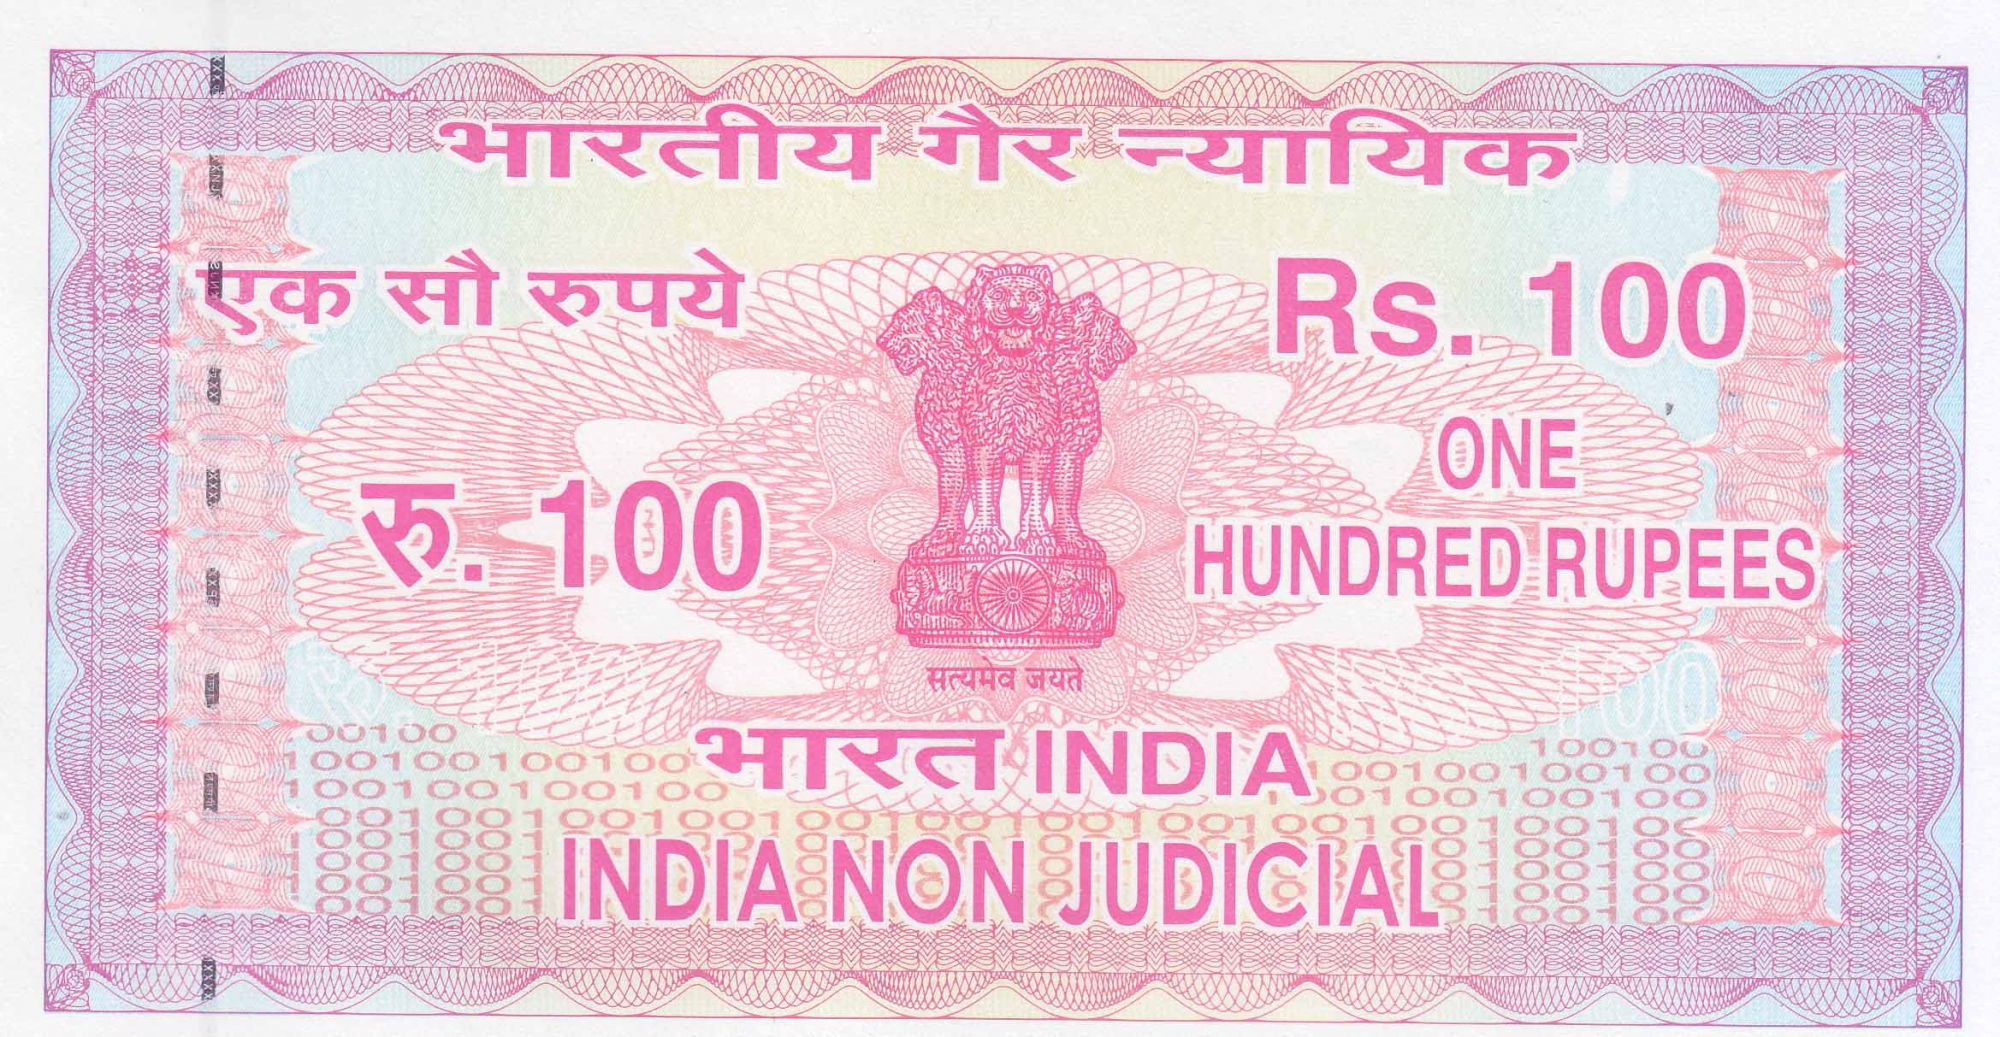 भारतीय गैर न्यायिक
एक सौ रुपये
Rs. 100
रु. 100
ONE
HUNDRED RUPEES
सत्यमेव जयते
भारत INDIA
INDIA NON JUDICIAL